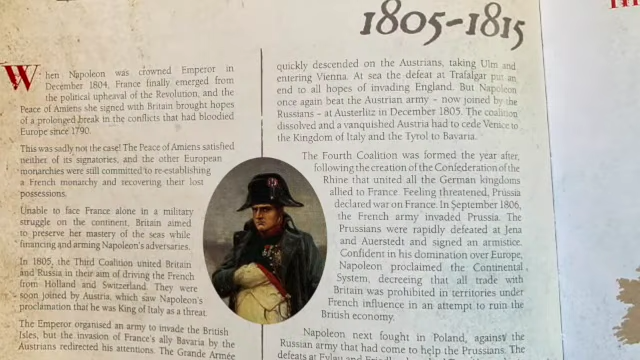 1805-1815
When Napoleon was crowned Emperor in
December 1804, France finally emerged from
the political upheaval of the Revolution, and the
Peace of Amiens she signed with Britain brought hopes
of a prolonged break in the conflicts that had bloodied
Europe since 1790.
This was sadly not the case! The Peace of Amiens satisfied
neither of its signatories, and the other European
monarchies were still committed to re-establishing
a French monarchy and recovering their lost
possessions.
Unable to face France alone in a military
struggle on the continent, Britain aimed
to preserve her mastery of the seas while
financing and arming Napoleon's adversaries.
In 1805, the Third Coalition united Britain
and Russia in their aim of driving the French
from Holland and Switzerland. They were
soon joined by Austria, which saw Napoleon's
proclamation that he was King of Italy as a threat.
The Emperor organised an army to invade the British
Isles, but the invasion of France's ally Bavaria by the
Austrians redirected his attentions. The Grande Armée
quickly descended on the Austrians, taking Ulm and
entering Vienna. At sea the defeat at Trafalgar put an
end to all hopes of invading England. But Napoleon
once again beat the Austrian army - now joined by the
Russians - at Austerlitz in December 1805. The coalition
dissolved and a vanquished Austria had to cede Venice to
the Kingdom of Italy and the Tyrol to Bavaria.
The Fourth Coalition was formed the year after,
following the creation of the Confederation of the
Rhine that united all the German kingdoms
allied to France. Feeling threatened, Prussia
declared war on France. In September 1806,
the French army invaded Prussia. The
Prussians were rapidly defeated at Jena
and Auerstedt and signed an armistice.
Confident in his domination over Europe,
Napoleon proclaimed the Continental
System, decreeing that all trade with
Britain was prohibited in territories under
French influence in an attempt to ruin the
British economy.
Napoleon next fought in Poland, against the
Russian army that had come to help the Prussians. The
defeats at Eylau and